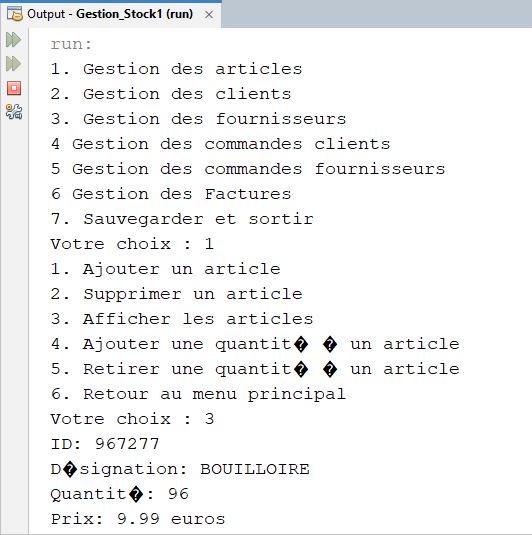 Output - Gestion_Stock1 (run) ×
run:
1. Gestion des articles
2. Gestion des clients
3. Gestion des fournisseurs
4 Gestion des commandes clients
5 Gestion des commandes fournisseurs
6 Gestion des Factures
7. Sauvegarder et sortir
Votre choix : 1
1. Ajouter un article
2. Supprimer un article
3. Afficher les articles
4. Ajouter une quantit� � un article
5. Retirer une quantit� � un article
6. Retour au menu principal
Votre choix : 3
ID: 967277
D�signation: BOUILLOIRE
Quantit�: 96
Prix: 9.99 euros